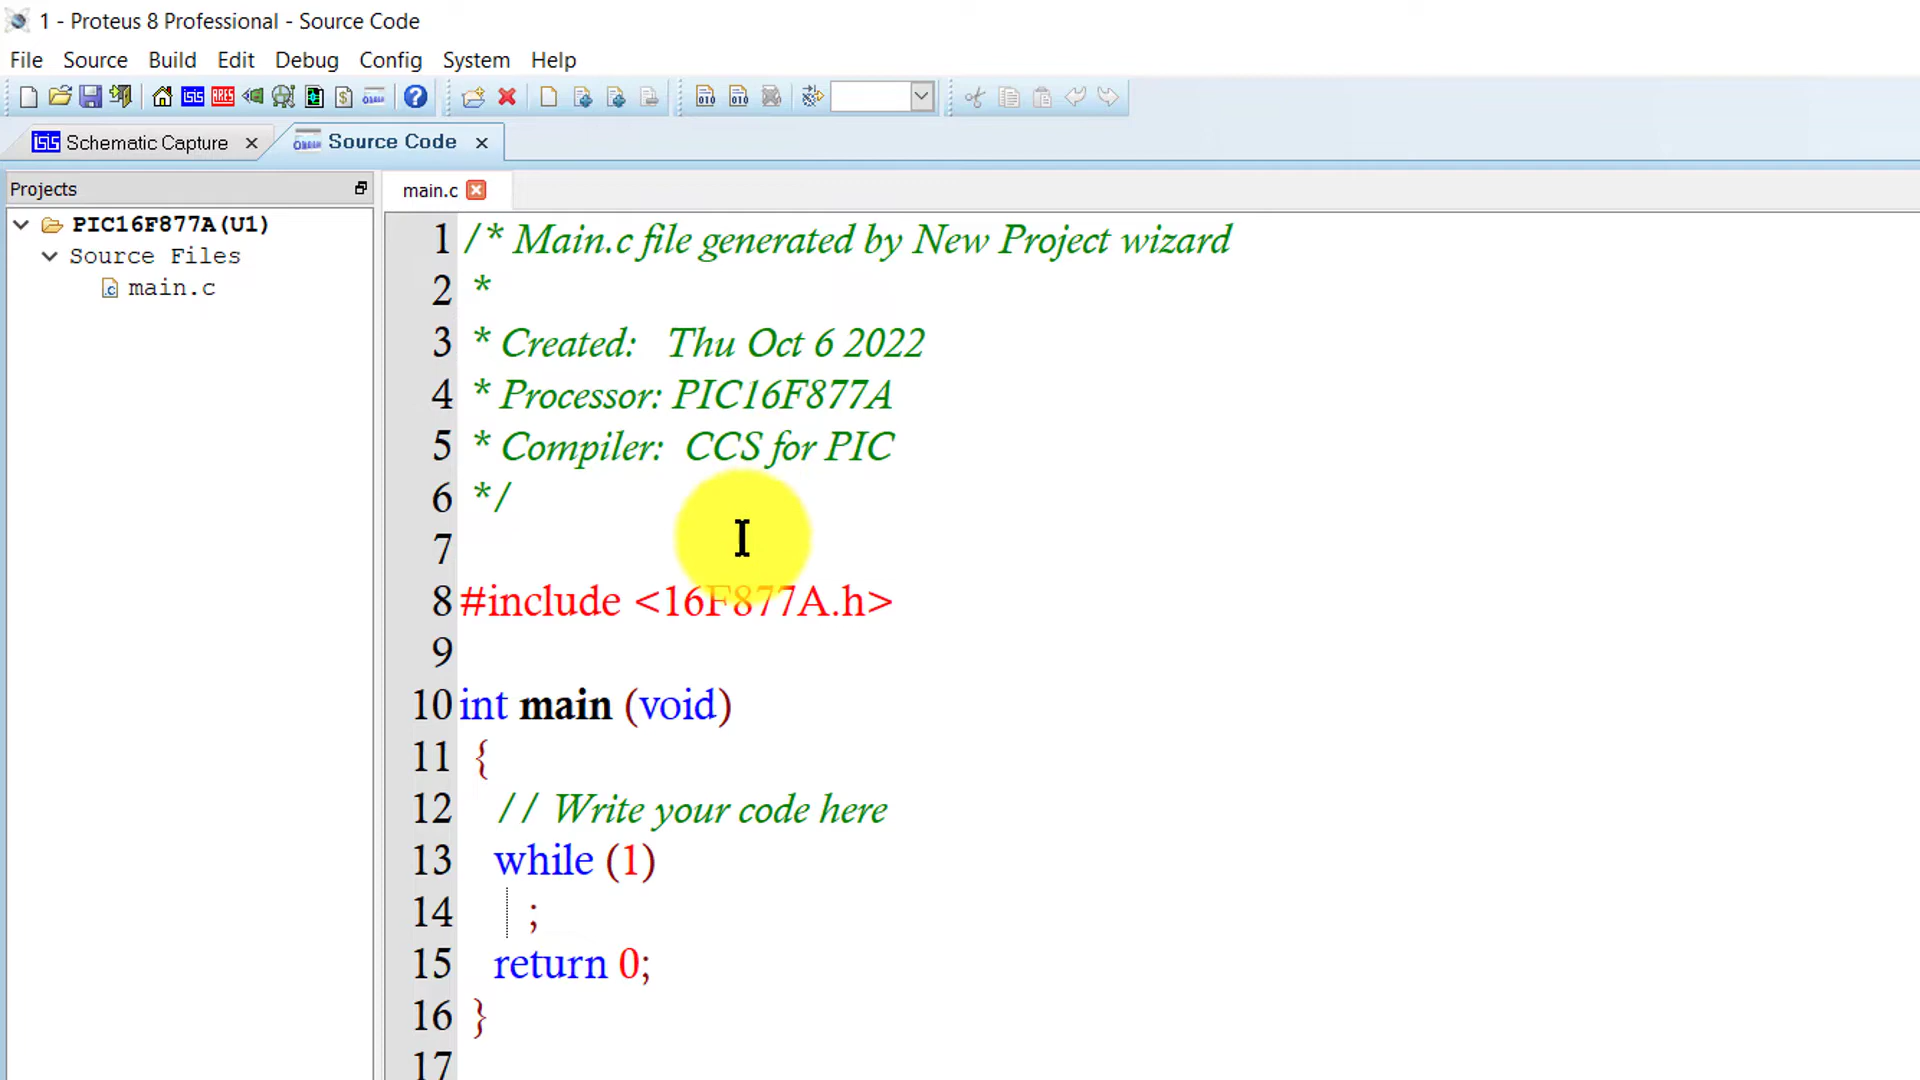 1 - Proteus 8 Professional - Source Code
File Source Build Edit Debug Config System Help
Schematic Capture
Source Code
Projects
main.c
PIC16F877A(U1)
Source Files
main.c
1 /* Main.c file generated by New Project wizard
2 *
3 * Created: Thu Oct 6 2022
4 * Processor: PIC16F877A
5 * Compiler: CCS for PIC
6 */
7
8 #include <16F877A.h>
9
10 int main (void)
11 {
12 // Write your code here
13 while (1)
14 ;
15 return 0;
16 }
17